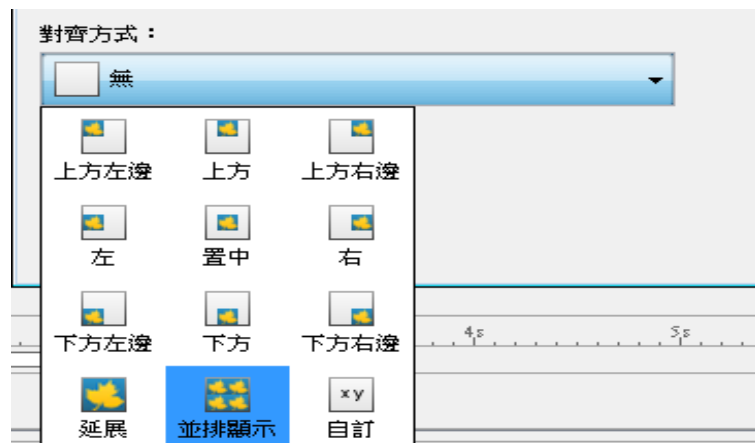 對齊方式：
無
上方左邊 上方 上方右邊
左 置中 右
下方左邊 下方 下方右邊
4s 5s
xy
延展 並排顯示 自訂